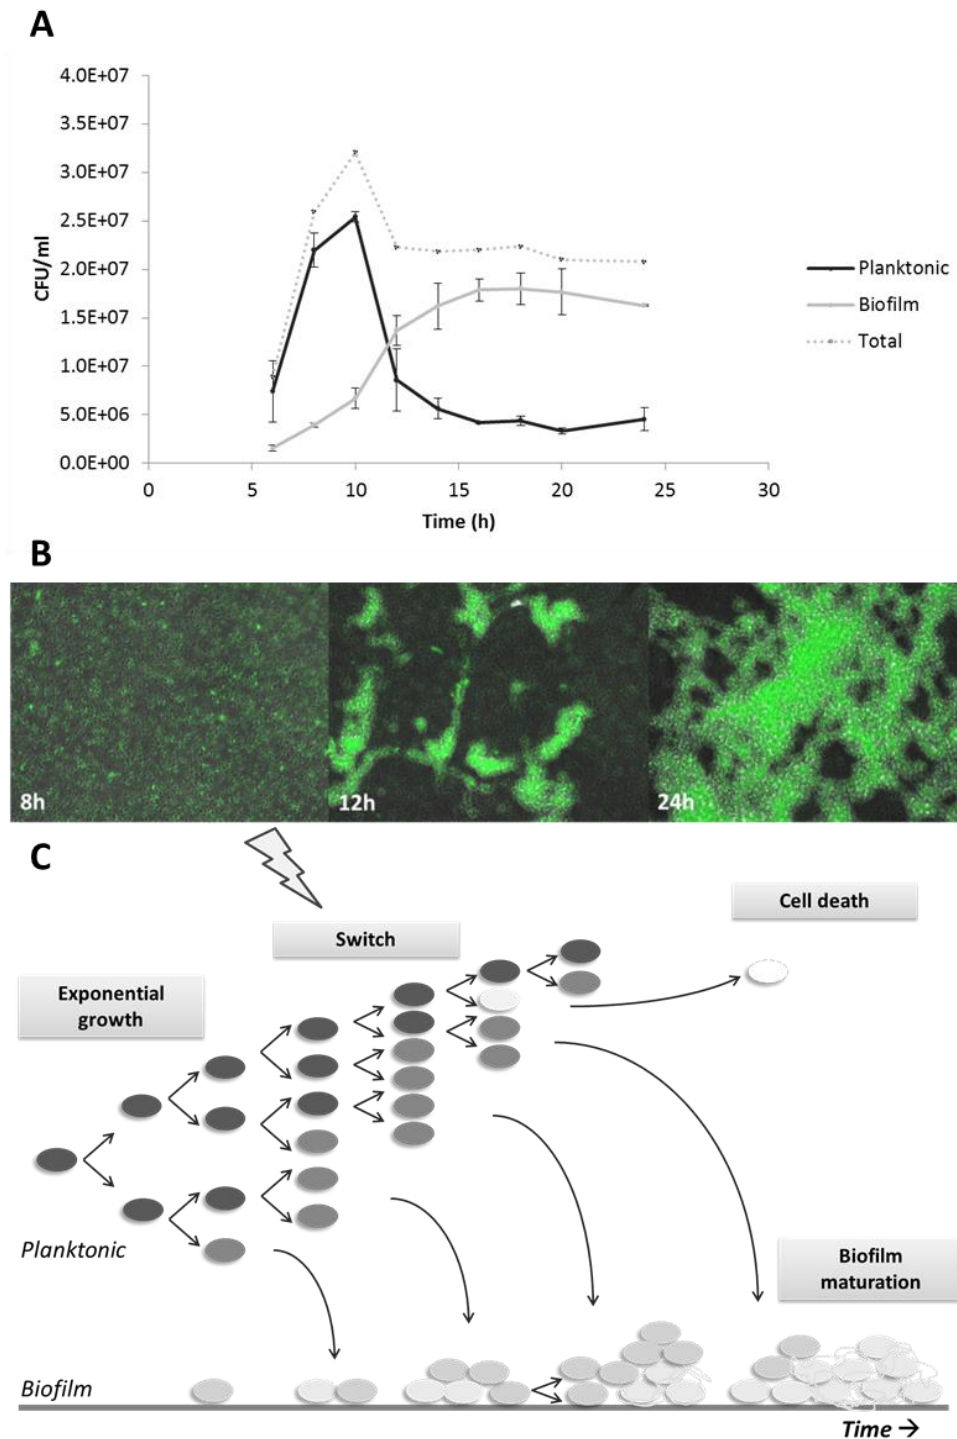 A
4.0E+07
3.5E+07
3.0E+07
2.5E+07
2.0E+07
1.5E+07
1.0E+07
5.0E+06
0.0E+00
CFU/ml
0 5 10 15 20 25 30
Time (h)
Planktonic
Biofilm
Total
B
8h
12h
24h
C
Cell death
Switch
Exponential
growth
Planktonic
Biofilm
maturation
Biofilm
Time →